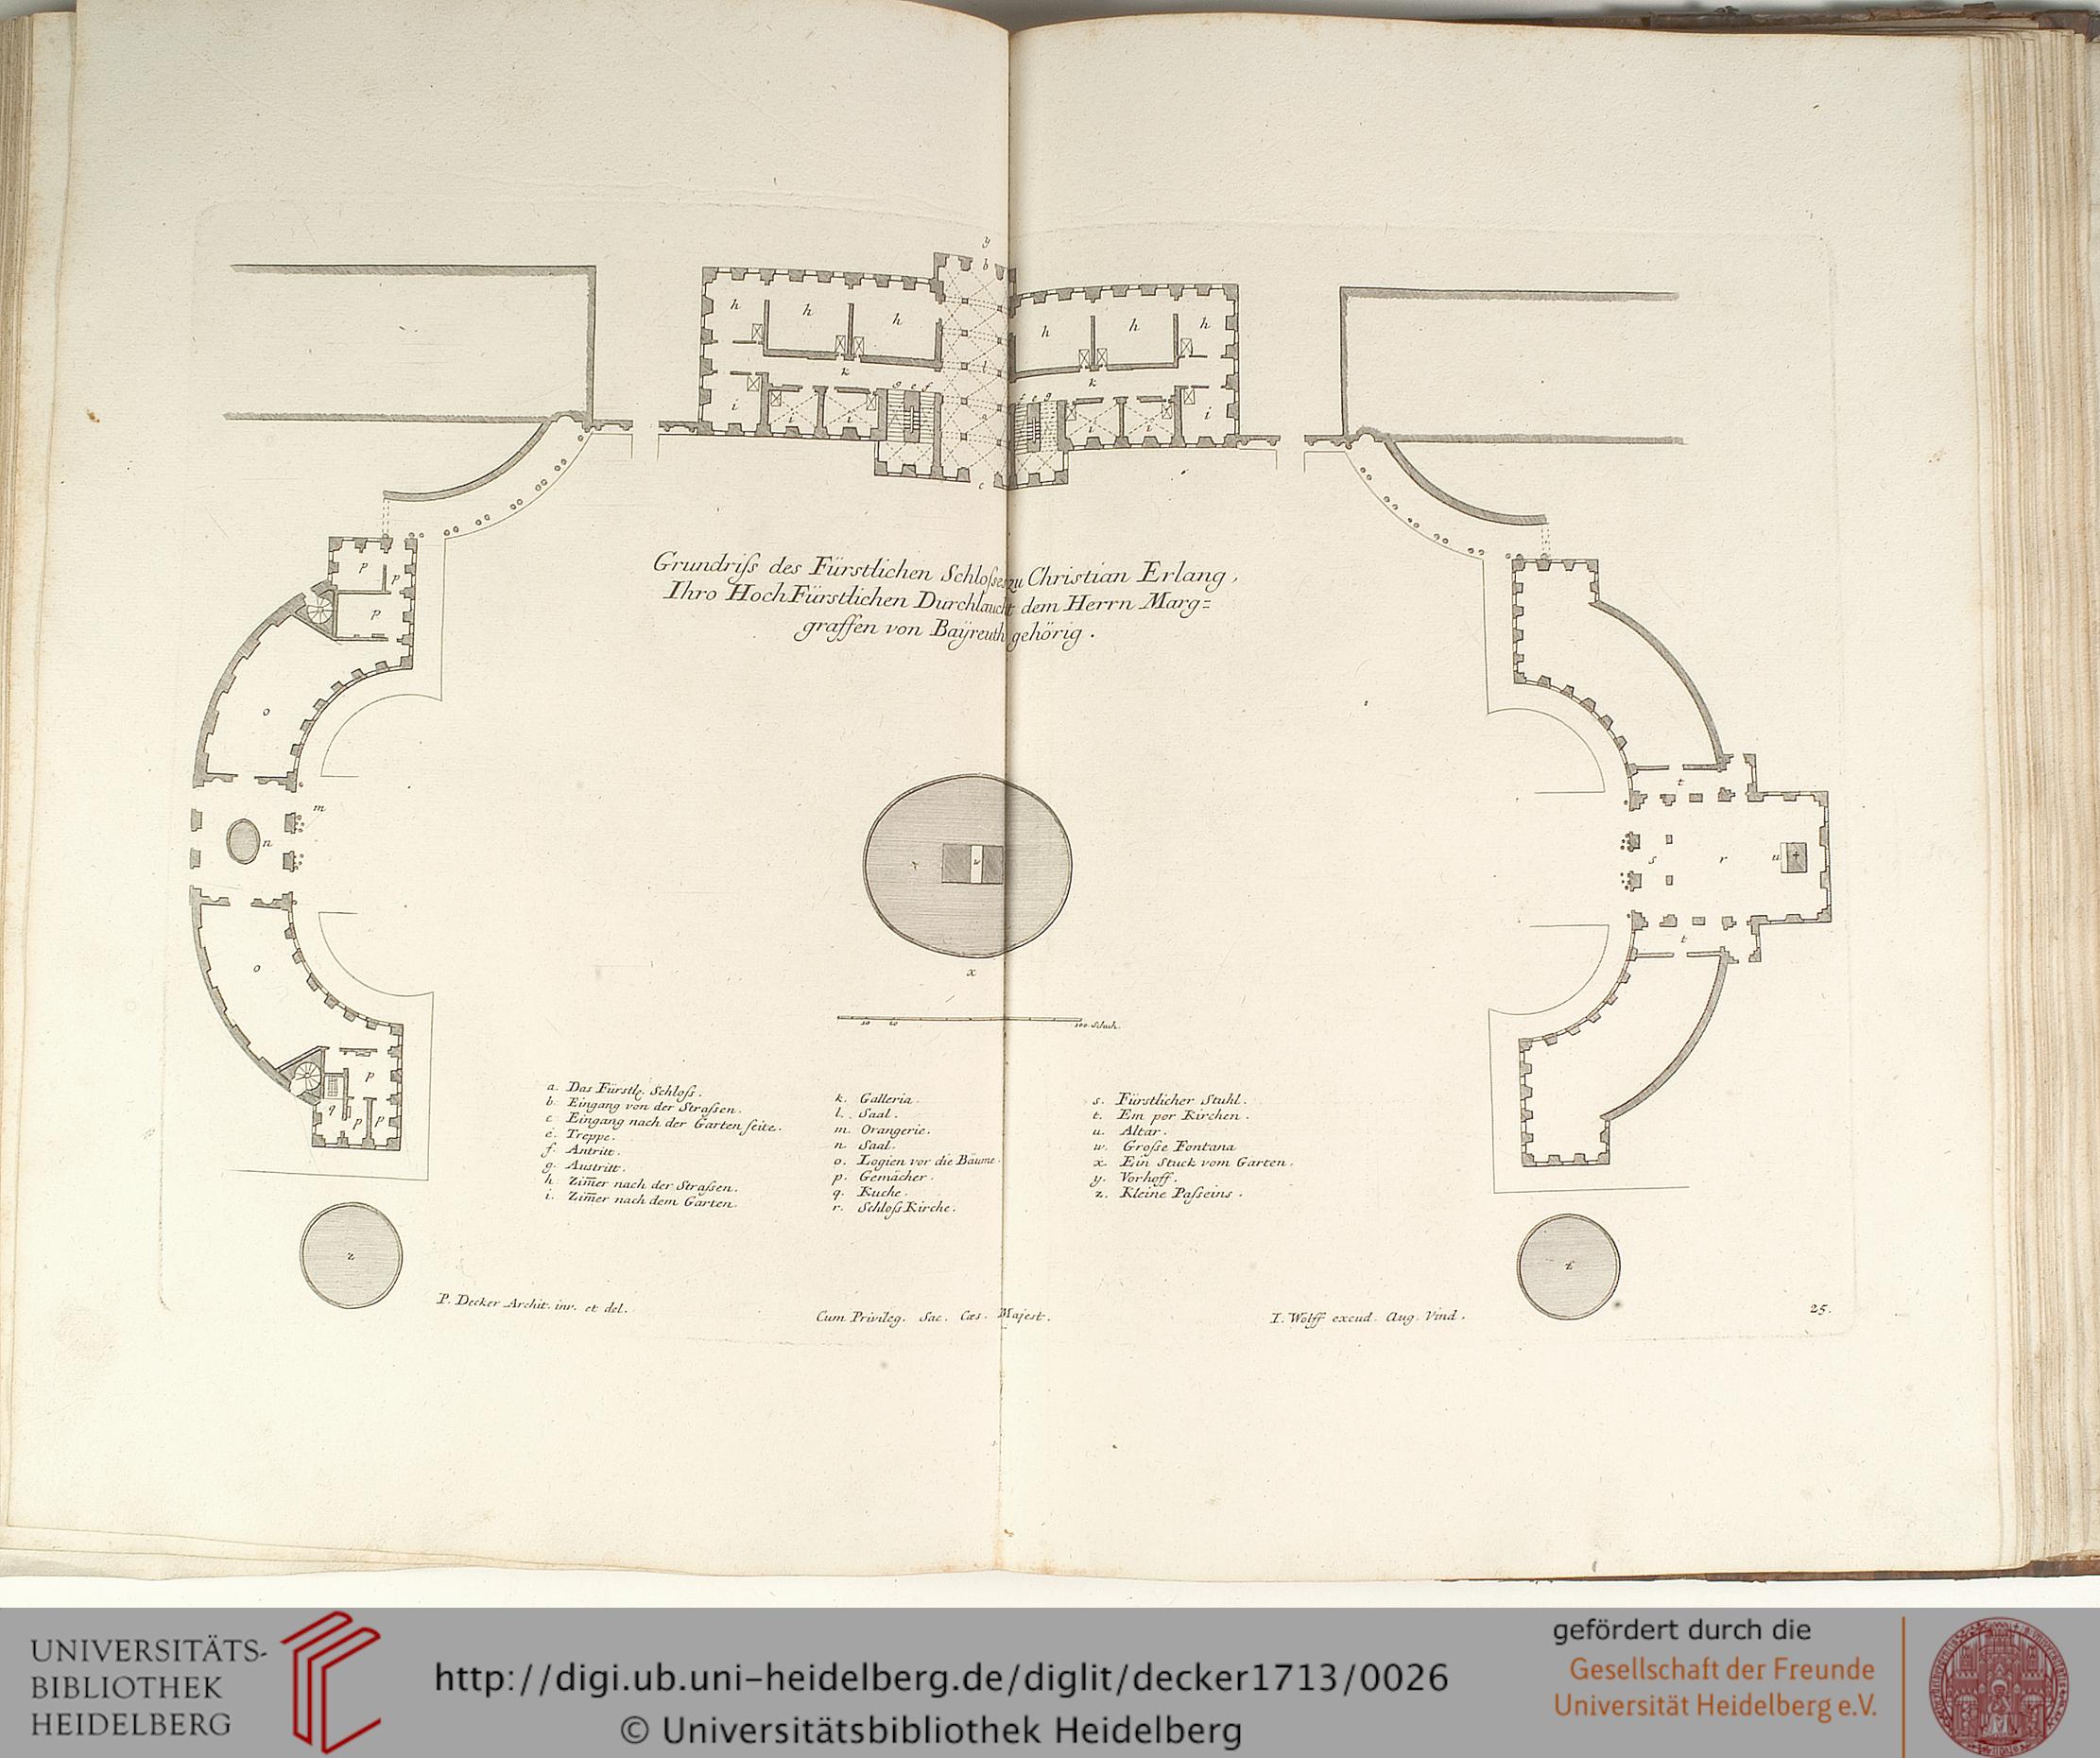 Grundriſs des Fürstlichen Schloſses zu Christian Erlang,
Ihro HochFürstlichen Durchlaucht dem Herrn Marg=
graffen von Baÿreuth gehörig.
a. Das Fürstle. Schloſs.
b. Eingang von der Straſsen.
c. Eingang nach der Garten ſeite.
e. Treppe.
f. Antritt.
g. Austritt.
h. Zim̅er nach der Straſsen.
i. Zim̅er nach dem Garten.
k. Galleria.
l. Saal.
m. Orangerie.
n. Saal.
o. Logien vor die Bäume.
p. Gemächer.
q. Kuche.
r. Schloſs Kirche.
s. Fürstlicher Stuhl.
t. Em por Kirchen.
u. Altar.
w. Groſse Fontana
x. Ein Stuck vom Garten.
y. Vorhoff.
z. Kleine Paſseins.
100. Schuh.
P. Decker Archit. inv. et del.
Cum Privileg. Sac. Cæs. Majest.
I. Wolff excud. Aug. Vind.
25.
y
b
h
h
h
h
h
h
k
k
g e f
f e g
i
i
i
i
i
i
c
p
p
p
o
m
n
o
p
q
p
p
w
x
t
s
r
u
t
z
z
UNIVERSITÄTS-
BIBLIOTHEK
HEIDELBERG
http://digi.ub.uni-heidelberg.de/diglit/decker1713/0026
© Universitätsbibliothek Heidelberg
gefördert durch die
Gesellschaft der Freunde
Universität Heidelberg e.V.